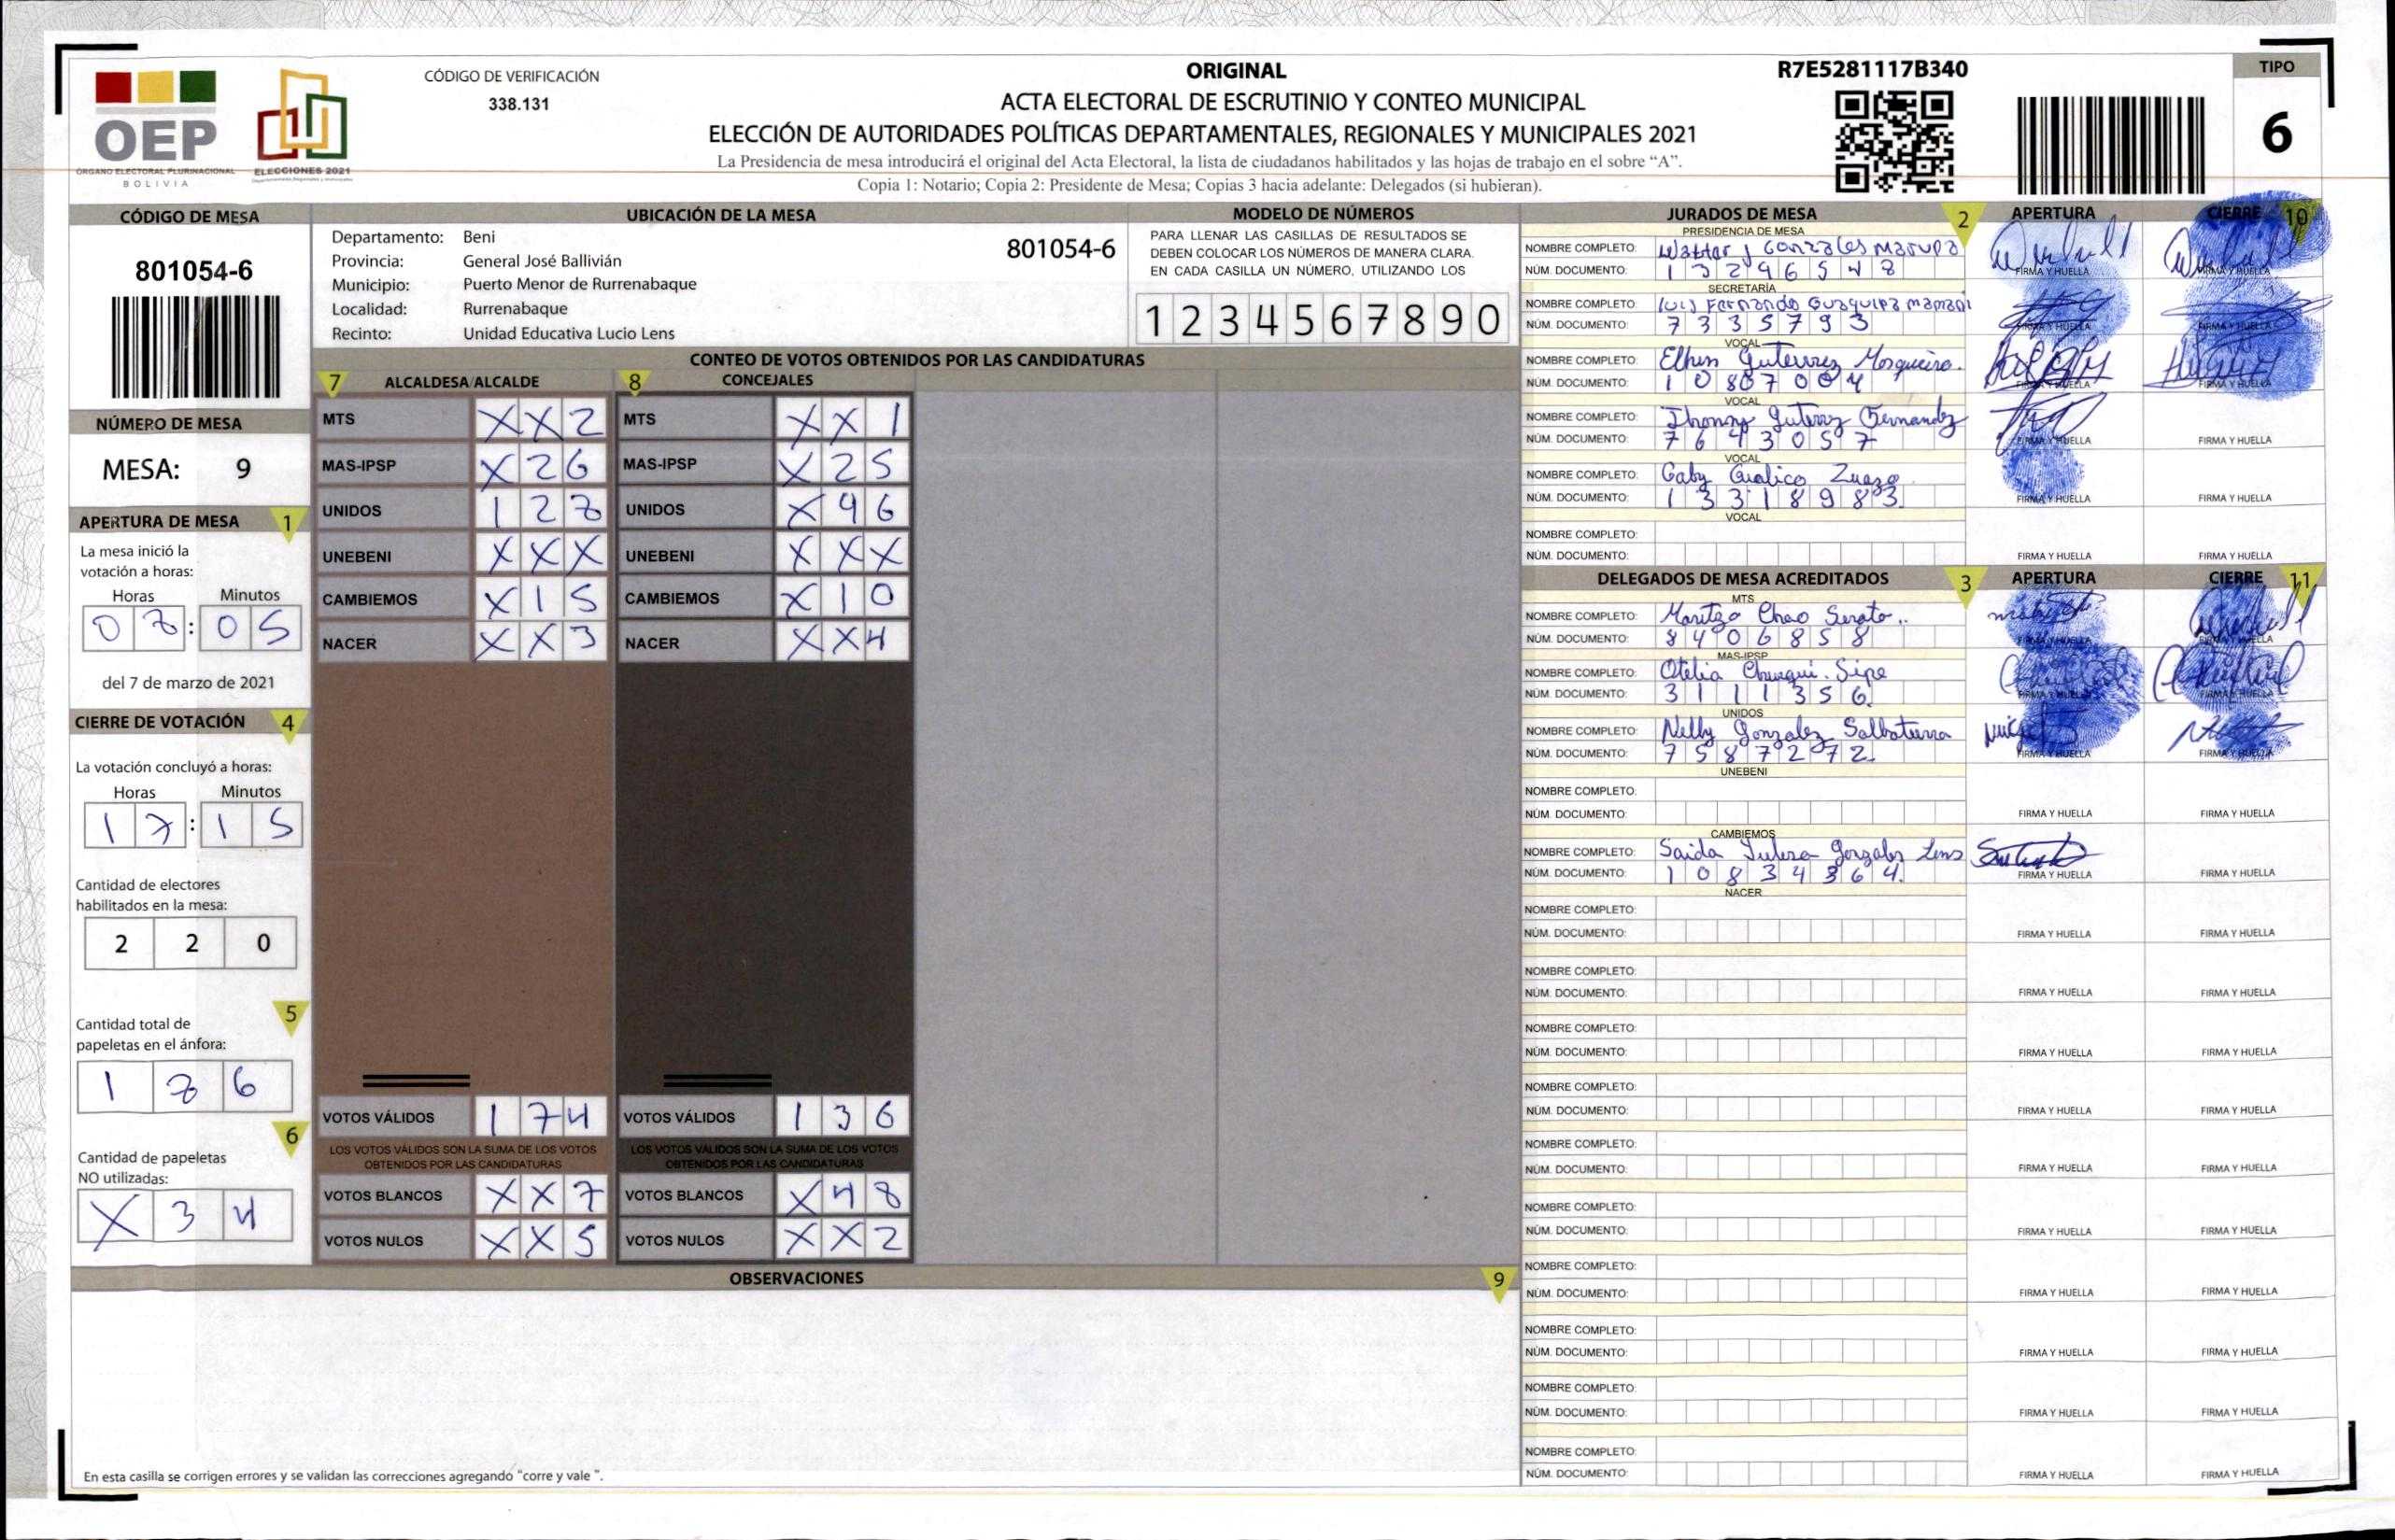 CÓDIGO DE VERIFICACIÓN
338.131
ORIGINAL
ACTA ELECTORAL DE ESCRUTINIO Y CONTEO MUNICIPAL
ELECCIÓN DE AUTORIDADES POLÍTICAS DEPARTAMENTALES, REGIONALES Y MUNICIPALES 2021
La Presidencia de mesa introducirá el original del Acta Electoral, la lista de ciudadanos habilitados y las hojas de trabajo en el sobre “A”.
Copia 1: Notario; Copia 2: Presidente de Mesa; Copias 3 hacia adelante: Delegados (si hubieran).
R7E5281117B340
TIPO
6
OEP
ÓRGANO ELECTORAL PLURINACIONAL
BOLIVIA
ELECCIONES 2021
CÓDIGO DE MESA
801054-6
NÚMERO DE MESA
MESA: 9
APERTURA DE MESA 1
La mesa inició la
votación a horas:
Horas Minutos
07:05
del 7 de marzo de 2021
CIERRE DE VOTACIÓN 4
La votación concluyó a horas:
Horas Minutos
17:15
Cantidad de electores
habilitados en la mesa:
2 2 0
5
Cantidad total de
papeletas en el ánfora:
1 8 6
6
Cantidad de papeletas
NO utilizadas:
X 3 4
UBICACIÓN DE LA MESA
Departamento: Beni
Provincia: General José Ballivián
Municipio: Puerto Menor de Rurrenabaque
Localidad: Rurrenabaque
Recinto: Unidad Educativa Lucio Lens
801054-6
MODELO DE NÚMEROS
PARA LLENAR LAS CASILLAS DE RESULTADOS SE
DEBEN COLOCAR LOS NÚMEROS DE MANERA CLARA.
EN CADA CASILLA UN NÚMERO, UTILIZANDO LOS
1 2 3 4 5 6 7 8 9 0
CONTEO DE VOTOS OBTENIDOS POR LAS CANDIDATURAS
7 ALCALDESA/ALCALDE 8 CONCEJALES
MTS X X 2 MTS X X 1
MAS-IPSP X 2 6 MAS-IPSP X 2 5
UNIDOS 1 2 8 UNIDOS X 9 6
UNEBENI X X X UNEBENI X X X
CAMBIEMOS X 1 5 CAMBIEMOS X 1 0
NACER X X 3 NACER X X 4
VOTOS VÁLIDOS 1 7 4 VOTOS VÁLIDOS 1 3 6
LOS VOTOS VÁLIDOS SON LA SUMA DE LOS VOTOS LOS VOTOS VÁLIDOS SON LA SUMA DE LOS VOTOS
OBTENIDOS POR LAS CANDIDATURAS OBTENIDOS POR LAS CANDIDATURAS
VOTOS BLANCOS X X 7 VOTOS BLANCOS X 4 8
VOTOS NULOS X X 5 VOTOS NULOS X X 2
OBSERVACIONES 9
En esta casilla se corrigen errores y se validan las correcciones agregando "corre y vale ".
JURADOS DE MESA 2 APERTURA CIERRE 10
PRESIDENCIA DE MESA
NOMBRE COMPLETO: J Gonzales Marupa
NÚM. DOCUMENTO: 1 3 2 9 6 5 4 8 FIRMA Y HUELLA FIRMA Y HUELLA
SECRETARÍA
NOMBRE COMPLETO: Luis Fernando Guaquipa Mamani
NÚM. DOCUMENTO: 7 3 3 5 7 9 3 FIRMA Y HUELLA FIRMA Y HUELLA
VOCAL
NOMBRE COMPLETO: Gutierrez Mosqueiro.
NÚM. DOCUMENTO: 1 0 8 0 7 0 0 4 FIRMA Y HUELLA FIRMA Y HUELLA
VOCAL
NOMBRE COMPLETO: Jhonny
NÚM. DOCUMENTO: 7 6 4 3 0 5 7 FIRMA Y HUELLA FIRMA Y HUELLA
VOCAL
NOMBRE COMPLETO: Gaby Gualico Zuazo
NÚM. DOCUMENTO: 1 3 3 1 8 9 8 3 FIRMA Y HUELLA FIRMA Y HUELLA
VOCAL
NOMBRE COMPLETO:
NÚM. DOCUMENTO: FIRMA Y HUELLA FIRMA Y HUELLA
DELEGADOS DE MESA ACREDITADOS 3 APERTURA CIERRE 11
MTS
NOMBRE COMPLETO: Maritza Chao Serato..
NÚM. DOCUMENTO: 8 4 0 6 8 5 8 FIRMA Y HUELLA
MAS-IPSP
NOMBRE COMPLETO: Otelia Churqui. Sipe
NÚM. DOCUMENTO: 3 1 1 1 3 5 6. FIRMA Y HUELLA FIRMA Y HUELLA
UNIDOS
NOMBRE COMPLETO: Nelly Gonzalez Salbatierra
NÚM. DOCUMENTO: 7 5 8 7 2 7 2. FIRMA Y HUELLA FIRMA Y HUELLA
UNEBENI
NOMBRE COMPLETO:
NÚM. DOCUMENTO: FIRMA Y HUELLA FIRMA Y HUELLA
CAMBIEMOS
NOMBRE COMPLETO: Saida Gonzales Lens
NÚM. DOCUMENTO: 1 0 8 3 4 3 6 4. FIRMA Y HUELLA FIRMA Y HUELLA
NACER
NOMBRE COMPLETO:
NÚM. DOCUMENTO: FIRMA Y HUELLA FIRMA Y HUELLA
NOMBRE COMPLETO:
NÚM. DOCUMENTO: FIRMA Y HUELLA FIRMA Y HUELLA
NOMBRE COMPLETO:
NÚM. DOCUMENTO: FIRMA Y HUELLA FIRMA Y HUELLA
NOMBRE COMPLETO:
NÚM. DOCUMENTO: FIRMA Y HUELLA FIRMA Y HUELLA
NOMBRE COMPLETO:
NÚM. DOCUMENTO: FIRMA Y HUELLA FIRMA Y HUELLA
NOMBRE COMPLETO:
NÚM. DOCUMENTO: FIRMA Y HUELLA FIRMA Y HUELLA
NOMBRE COMPLETO:
NÚM. DOCUMENTO: FIRMA Y HUELLA FIRMA Y HUELLA
NOMBRE COMPLETO:
NÚM. DOCUMENTO: FIRMA Y HUELLA FIRMA Y HUELLA
NOMBRE COMPLETO:
NÚM. DOCUMENTO: FIRMA Y HUELLA FIRMA Y HUELLA
NOMBRE COMPLETO:
NÚM. DOCUMENTO: FIRMA Y HUELLA FIRMA Y HUELLA